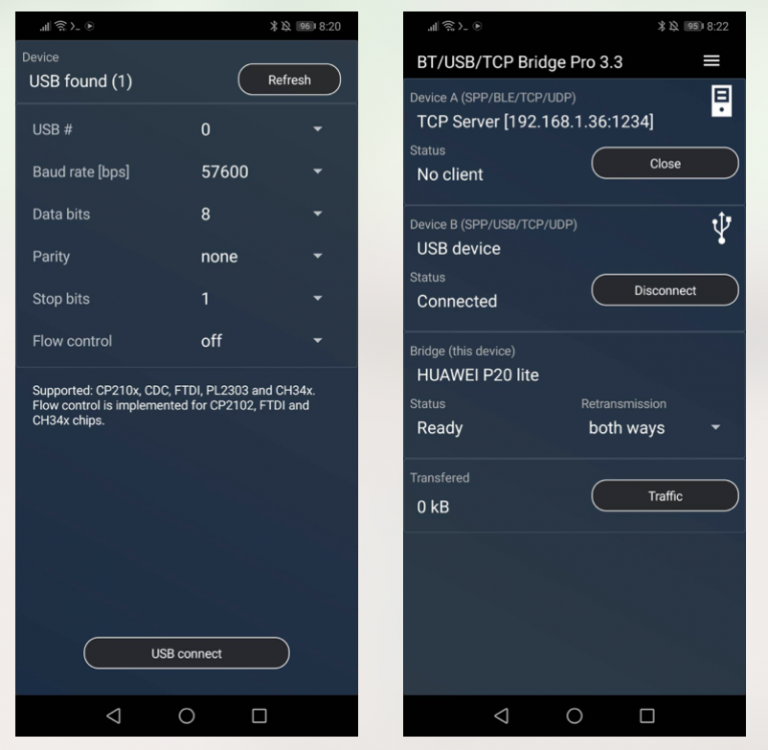 96 8:20
Device
USB found (1)
Refresh
USB # 0
Baud rate [bps] 57600
Data bits 8
Parity none
Stop bits 1
Flow control off
Supported: CP210x, CDC, FTDI, PL2303 and CH34x.
Flow control is implemented for CP2102, FTDI and
CH34x chips.
USB connect
95 8:22
BT/USB/TCP Bridge Pro 3.3
Device A (SPP/BLE/TCP/UDP)
TCP Server [192.168.1.36:1234]
Status
No client
Close
Device B (SPP/USB/TCP/UDP)
USB device
Status
Connected
Disconnect
Bridge (this device)
HUAWEI P20 lite
Status Retransmission
Ready both ways
Transfered
0 kB
Traffic